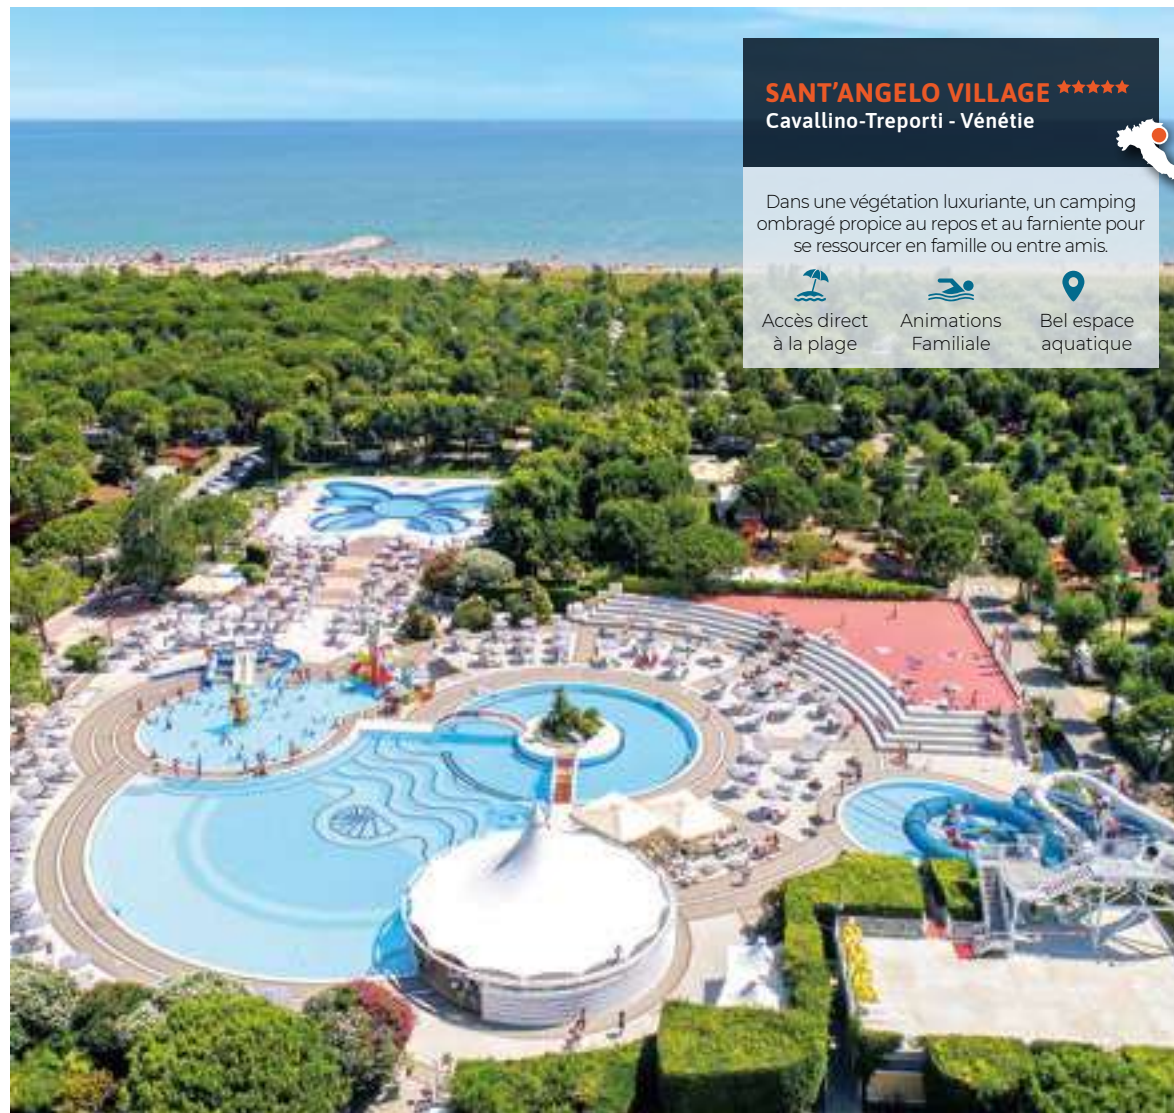 SANT'ANGELO VILLAGE ★★★★★
Cavallino-Treporti - Vénétie
Dans une végétation luxuriante, un camping
ombragé propice au repos et au farniente pour
se ressourcer en famille ou entre amis.
Accès direct
à la plage
Animations
Familiale
Bel espace
aquatique